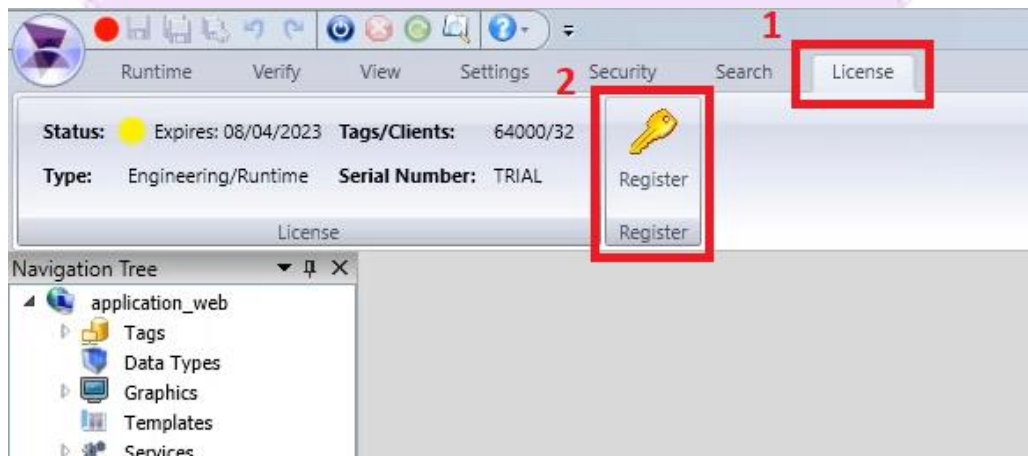 1
Runtime Verify View Settings Security Search License
2
Status: Expires: 08/04/2023 Tags/Clients: 64000/32
Type: Engineering/Runtime Serial Number: TRIAL
Register
License Register
Navigation Tree
application_web
Tags
Data Types
Graphics
Templates
Services